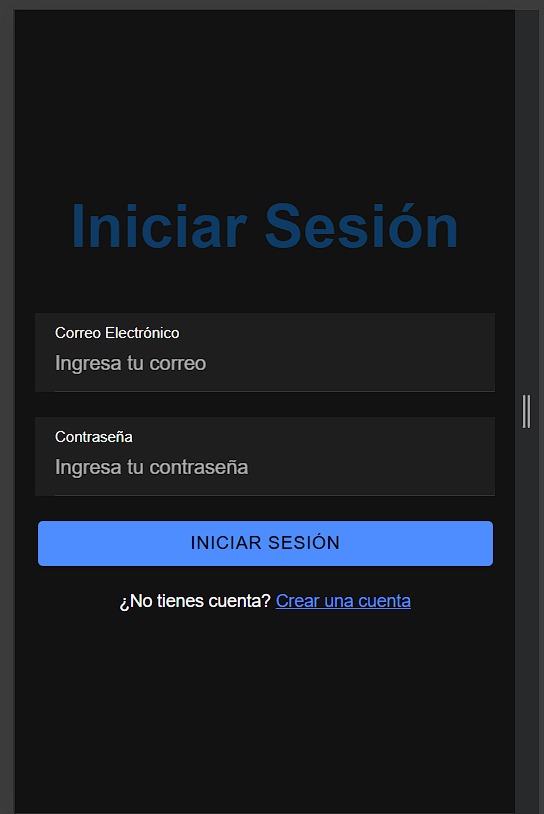 Iniciar Sesión
Correo Electrónico
Ingresa tu correo
Contraseña
Ingresa tu contraseña
INICIAR SESIÓN
¿No tienes cuenta? Crear una cuenta